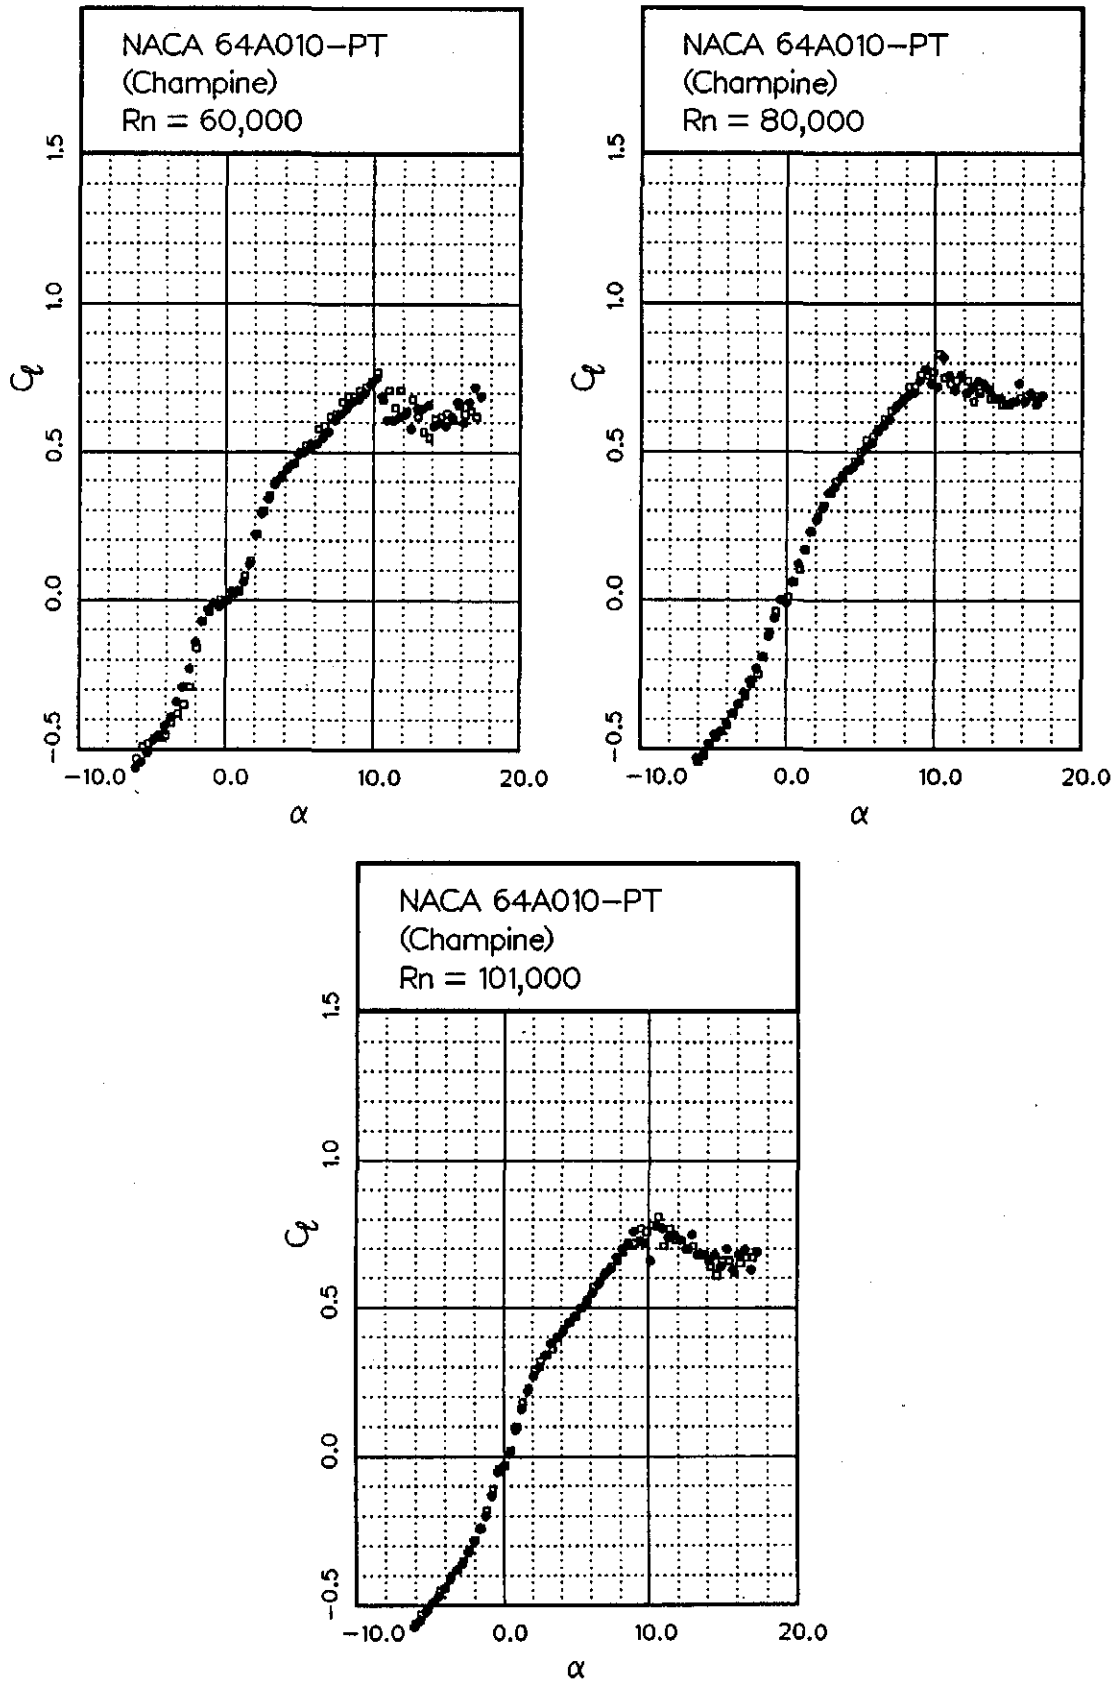 NACA 64A010-PT
(Champine)
Rn = 60,000
1.5
1.0
0.5
0.0
-0.5
Cℓ
-10.0 0.0 10.0 20.0
α
NACA 64A010-PT
(Champine)
Rn = 80,000
1.5
1.0
0.5
0.0
-0.5
Cℓ
-10.0 0.0 10.0 20.0
α
NACA 64A010-PT
(Champine)
Rn = 101,000
1.5
1.0
0.5
0.0
-0.5
Cℓ
-10.0 0.0 10.0 20.0
α